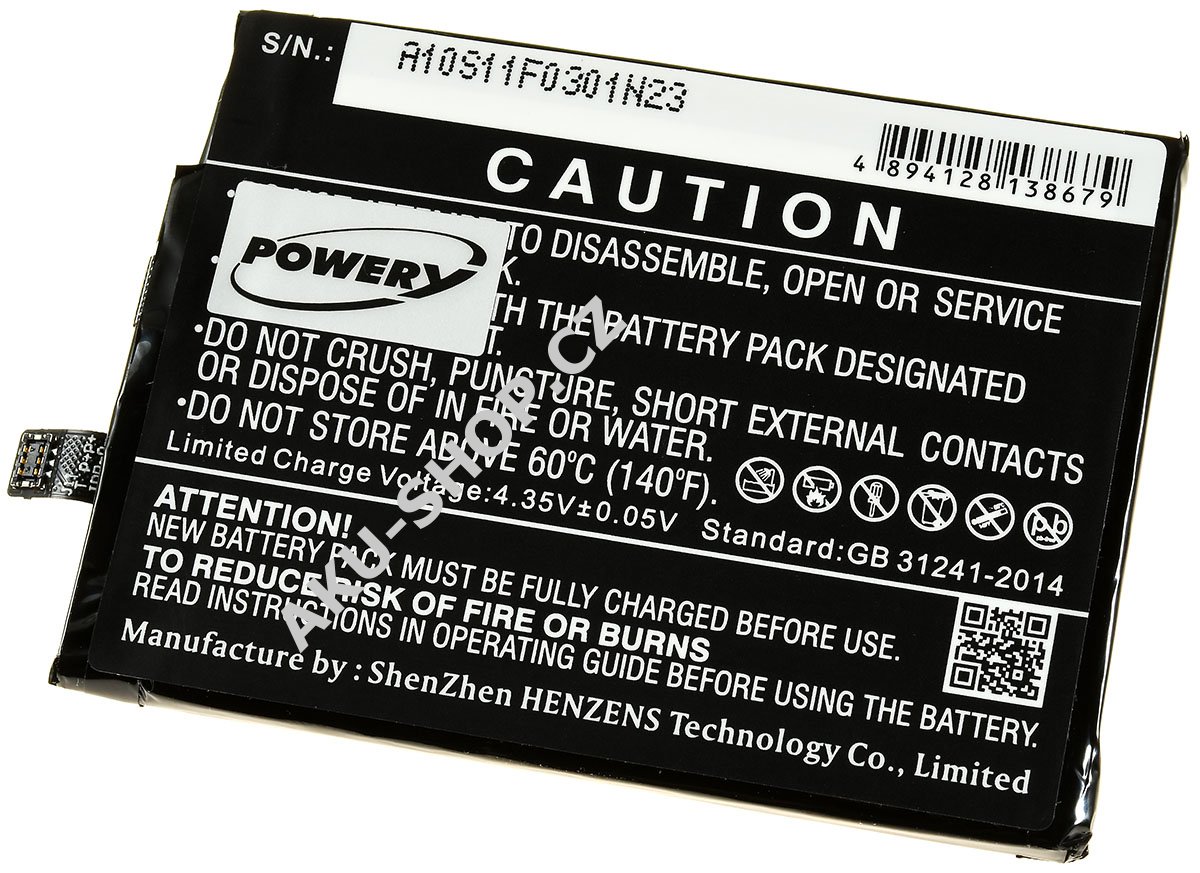 S/N.:
A10S11F0301N23
4 894128 138679
CAUTION
POWERY
TO DISASSEMBLE, OPEN OR SERVICE
THE BATTERY PACK DESIGNATED
•DO NOT CRUSH, PUNCTURE, SHORT EXTERNAL CONTACTS
OR DISPOSE OF IN FIRE OR WATER.
•DO NOT STORE ABOVE 60°C (140°F).
Limited Charge Voltage:4.35V±0.05V
Standard:GB 31241-2014
ATTENTION!
NEW BATTERY PACK MUST BE FULLY CHARGED BEFORE USE.
TO REDUCE RISK OF FIRE OR BURNS
READ INSTRUCTIONS IN OPERATING GUIDE BEFORE USING THE BATTERY.
Manufacture by : ShenZhen HENZENS Technology Co., Limited
AKU-SHOP.CZ